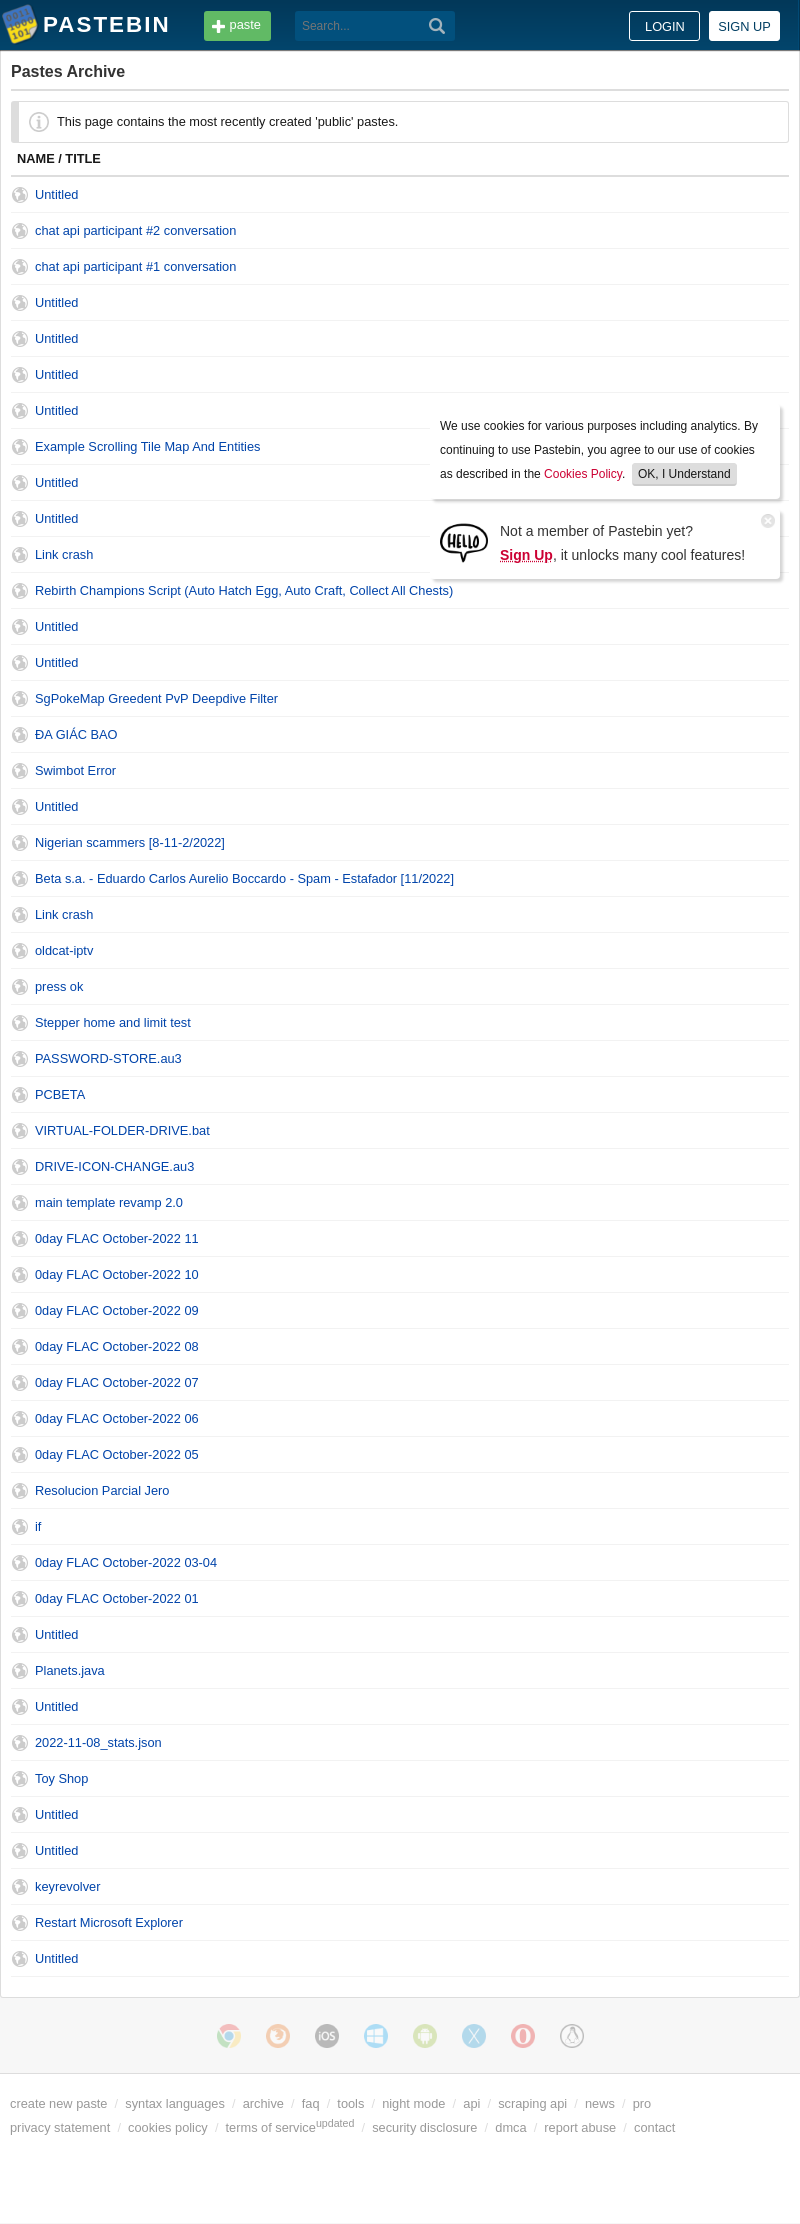 PASTEBIN
paste
Search...
LOGIN
SIGN UP
Pastes Archive
This page contains the most recently created 'public' pastes.
NAME / TITLE
Untitled
chat api participant #2 conversation
chat api participant #1 conversation
Untitled
Untitled
Untitled
Untitled
Example Scrolling Tile Map And Entities
Untitled
Untitled
Link crash
Rebirth Champions Script (Auto Hatch Egg, Auto Craft, Collect All Chests)
Untitled
Untitled
SgPokeMap Greedent PvP Deepdive Filter
ĐA GIÁC BAO
Swimbot Error
Untitled
Nigerian scammers [8-11-2/2022]
Beta s.a. - Eduardo Carlos Aurelio Boccardo - Spam - Estafador [11/2022]
Link crash
oldcat-iptv
press ok
Stepper home and limit test
PASSWORD-STORE.au3
PCBETA
VIRTUAL-FOLDER-DRIVE.bat
DRIVE-ICON-CHANGE.au3
main template revamp 2.0
0day FLAC October-2022 11
0day FLAC October-2022 10
0day FLAC October-2022 09
0day FLAC October-2022 08
0day FLAC October-2022 07
0day FLAC October-2022 06
0day FLAC October-2022 05
Resolucion Parcial Jero
if
0day FLAC October-2022 03-04
0day FLAC October-2022 01
Untitled
Planets.java
Untitled
2022-11-08_stats.json
Toy Shop
Untitled
Untitled
keyrevolver
Restart Microsoft Explorer
Untitled
We use cookies for various purposes including analytics. By
continuing to use Pastebin, you agree to our use of cookies
as described in the Cookies Policy. OK, I Understand
HELLO
Not a member of Pastebin yet?
Sign Up, it unlocks many cool features!
iOS
create new paste / syntax languages / archive / faq / tools / night mode / api / scraping api / news / pro
privacy statement / cookies policy / terms of service updated / security disclosure / dmca / report abuse / contact